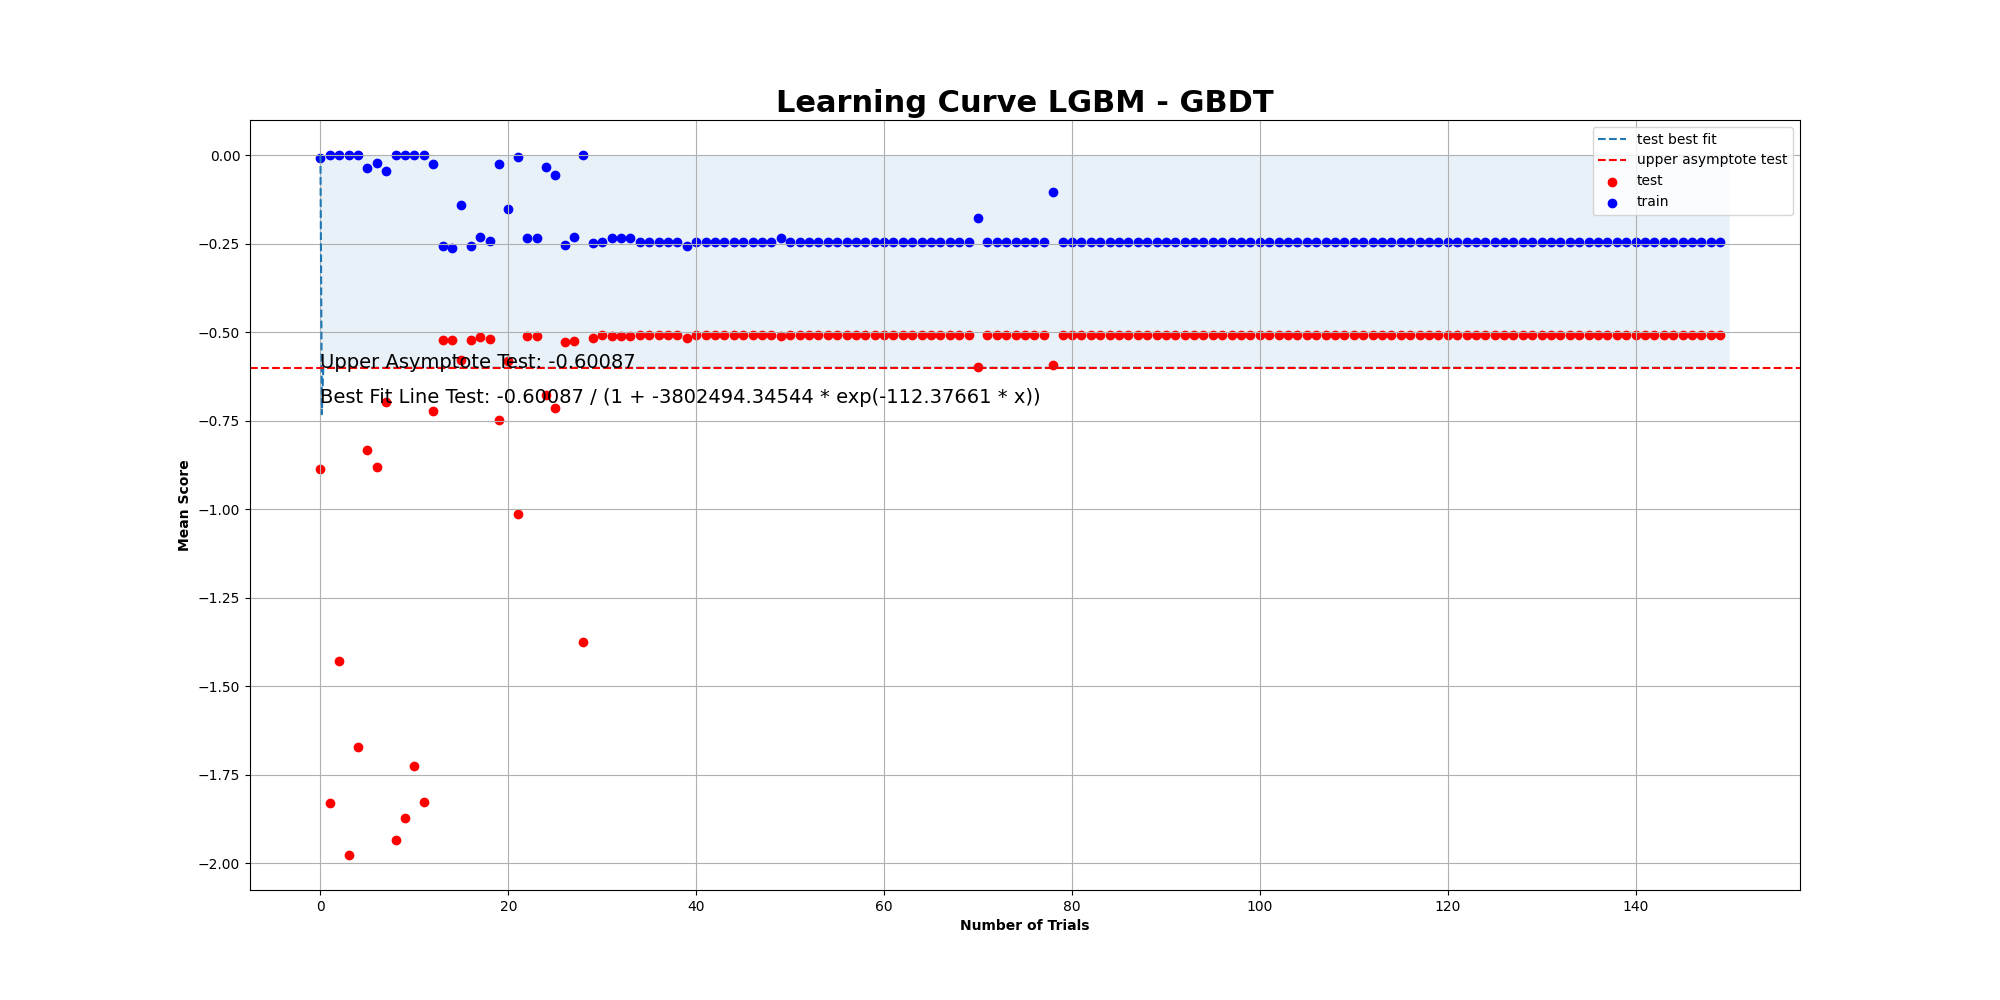 Learning Curve LGBM - GBDT
test best fit
upper asymptote test
test
train
0.00
−0.25
−0.50
−0.75
−1.00
−1.25
−1.50
−1.75
−2.00
Mean Score
Upper Asymptote Test: -0.60087
Best Fit Line Test: -0.60087 / (1 + -3802494.34544 * exp(-112.37661 * x))
0 20 40 60 80 100 120 140
Number of Trials